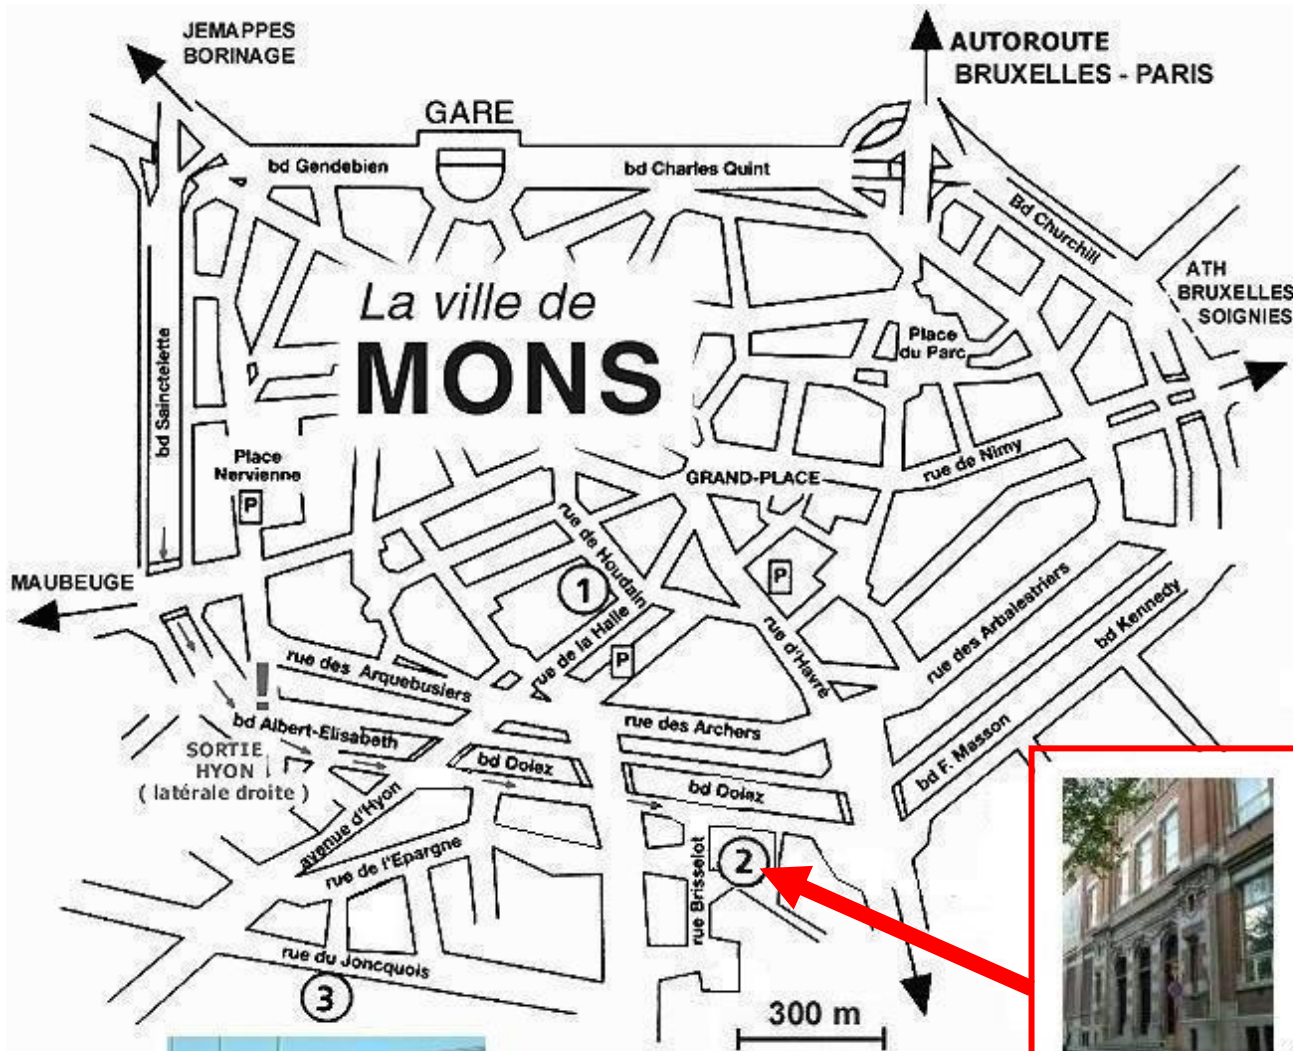 JEMAPPES
BORINAGE
AUTOROUTE
BRUXELLES - PARIS
GARE
bd Gendebien
bd Charles Quint
Bd Churchill
ATH
BRUXELLES
SOIGNIES
La ville de
MONS
Place
du Parc
bd Sainctelette
Place
Nervienne
P
GRAND-PLACE
rue de Nimy
rue de Houdain
MAUBEUGE
1
P
rue de la Halle
P
rue d'Havré
rue des Arbalestriers
bd Kennedy
rue des Arquebusiers
!
bd Albert-Elisabeth
SORTIE
HYON
( latérale droite )
rue des Archers
bd Dolez
bd Dolez
bd F. Masson
avenue d'Hyon
rue de l'Epargne
rue Brisselot
2
rue du Joncquois
3
300 m